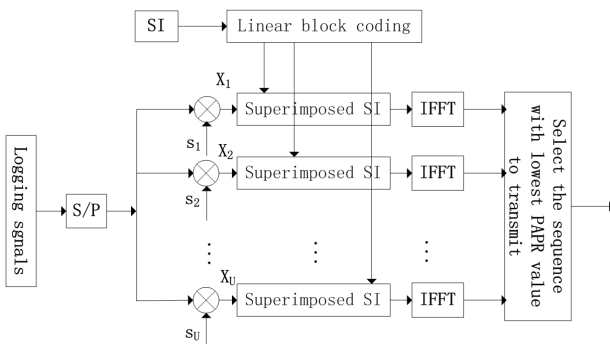 SI
Linear block coding
X1
Superimposed SI
IFFT
s1
X2
Superimposed SI
IFFT
s2
Logging sgnals
S/P
XU
Superimposed SI
IFFT
sU
Select the sequence
with lowest PAPR value
to transmit